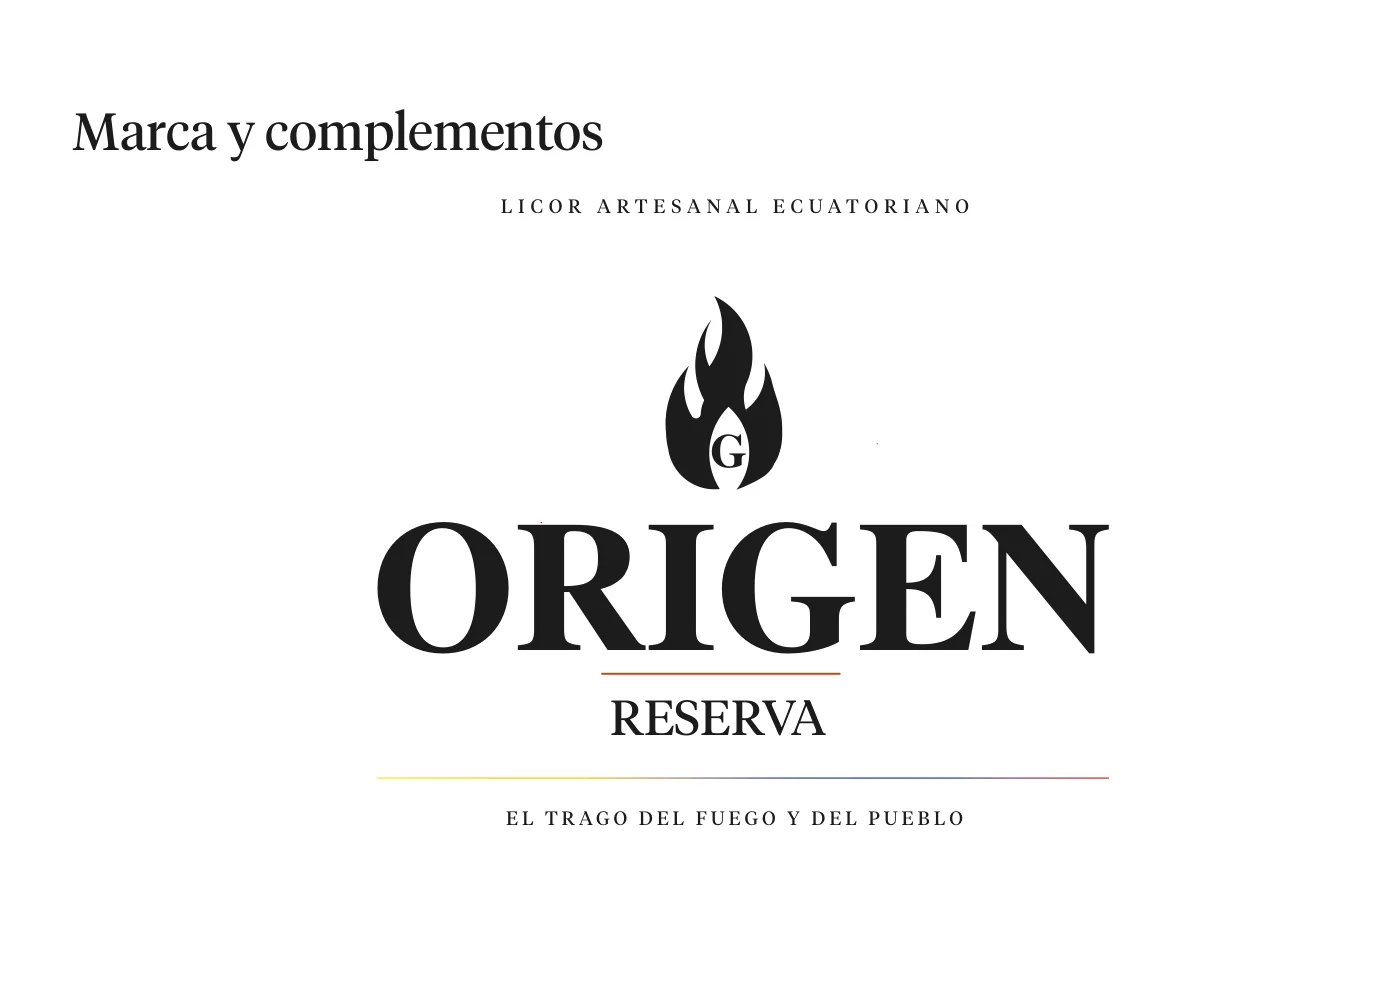 Marca y complementos
LICOR ARTESANAL ECUATORIANO
G
ORIGEN
RESERVA
EL TRAGO DEL FUEGO Y DEL PUEBLO